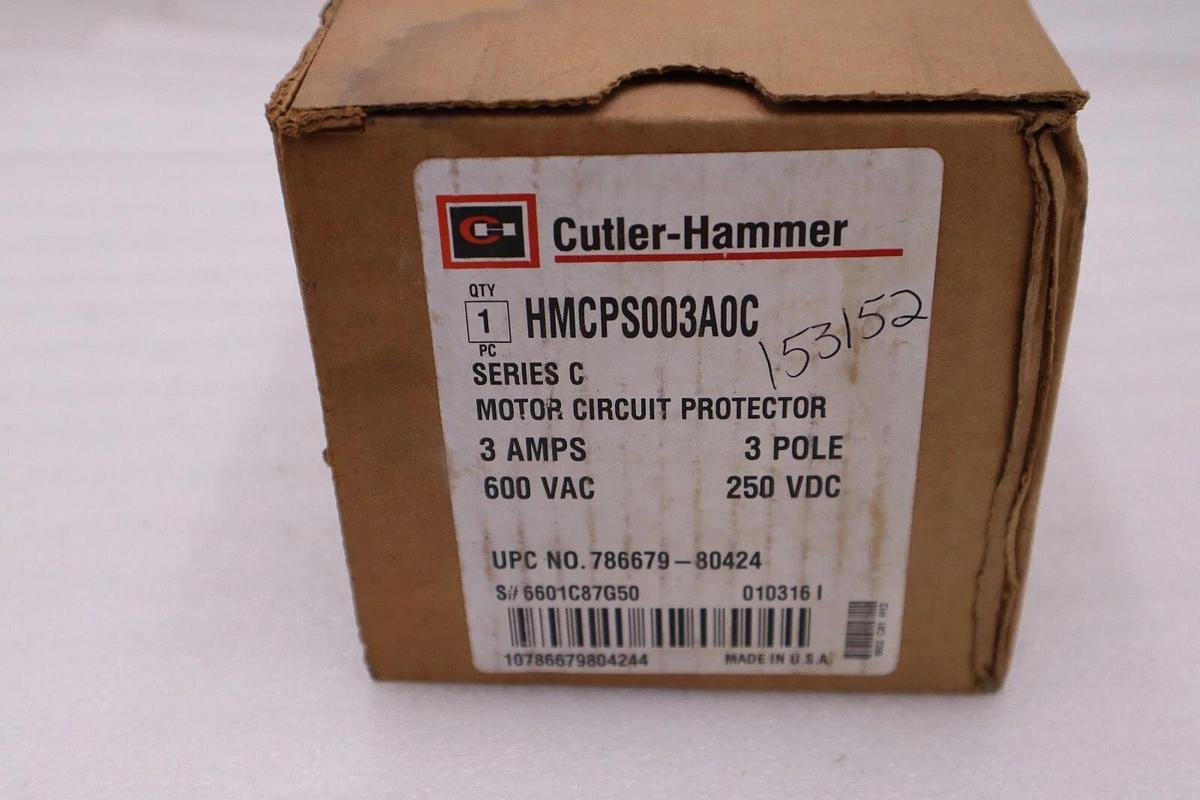 CH Cutler-Hammer
QTY
1 HMCPS003A0C
PC
153152
SERIES C
MOTOR CIRCUIT PROTECTOR
3 AMPS 3 POLE
600 VAC 250 VDC
UPC NO. 786679-80424
S# 6601C87G50 010316 I
10786679804244 MADE IN U.S.A